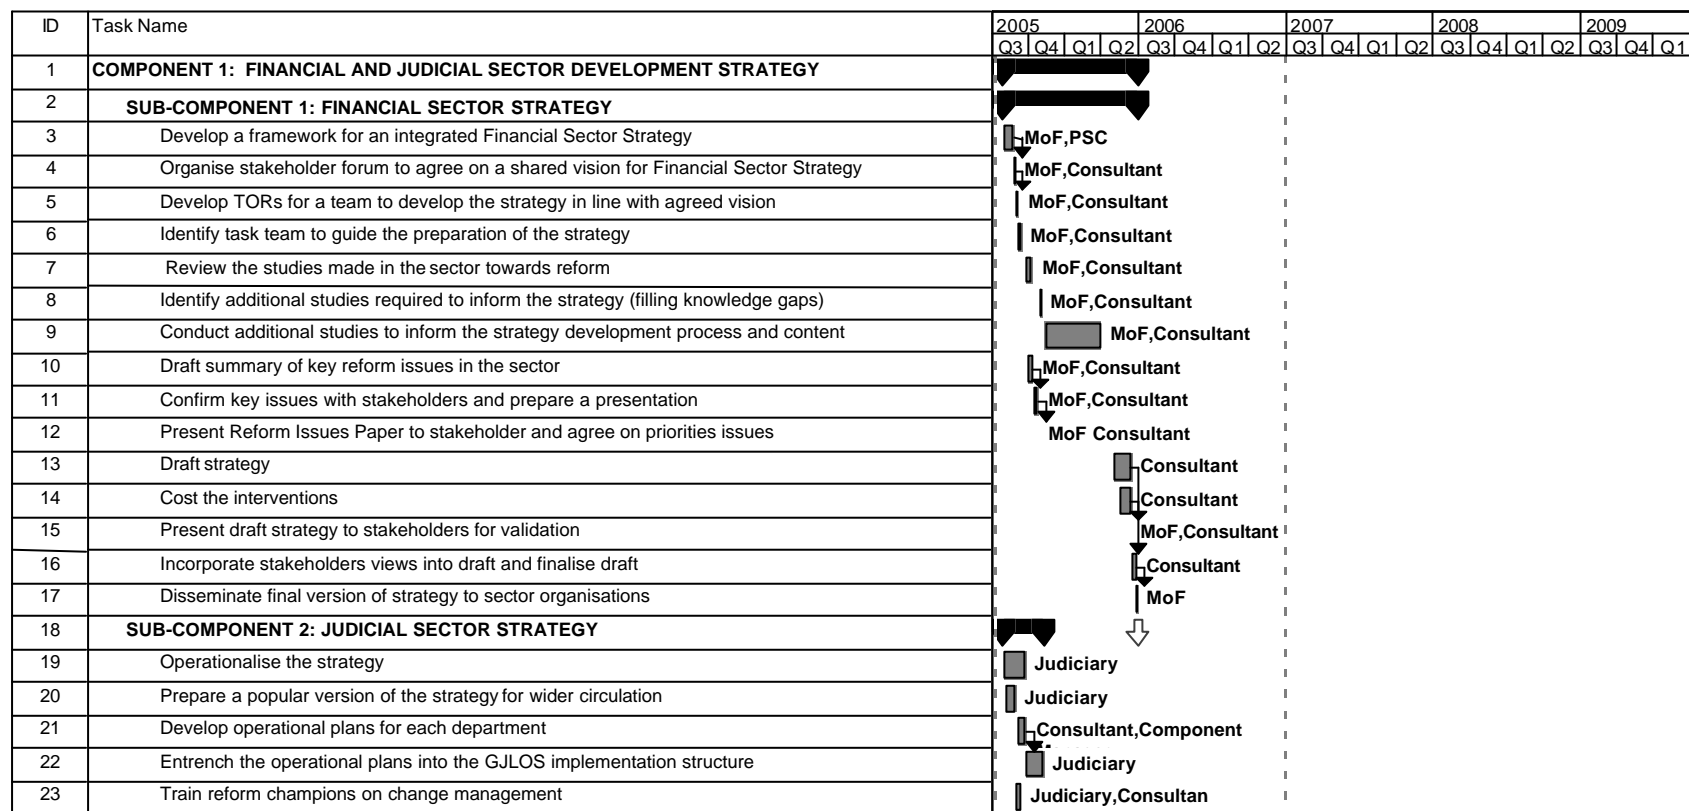 ID Task Name 2005 2006 2007 2008 2009
Q3 Q4 Q1 Q2 Q3 Q4 Q1 Q2 Q3 Q4 Q1 Q2 Q3 Q4 Q1 Q2 Q3 Q4 Q1
1 COMPONENT 1: FINANCIAL AND JUDICIAL SECTOR DEVELOPMENT STRATEGY
2 SUB-COMPONENT 1: FINANCIAL SECTOR STRATEGY
3 Develop a framework for an integrated Financial Sector Strategy MoF,PSC
4 Organise stakeholder forum to agree on a shared vision for Financial Sector Strategy MoF,Consultant
5 Develop TORs for a team to develop the strategy in line with agreed vision MoF,Consultant
6 Identify task team to guide the preparation of the strategy MoF,Consultant
7 Review the studies made in the sector towards reform MoF,Consultant
8 Identify additional studies required to inform the strategy (filling knowledge gaps) MoF,Consultant
9 Conduct additional studies to inform the strategy development process and content MoF,Consultant
10 Draft summary of key reform issues in the sector MoF,Consultant
11 Confirm key issues with stakeholders and prepare a presentation MoF,Consultant
12 Present Reform Issues Paper to stakeholder and agree on priorities issues MoF Consultant
13 Draft strategy Consultant
14 Cost the interventions Consultant
15 Present draft strategy to stakeholders for validation MoF,Consultant
16 Incorporate stakeholders views into draft and finalise draft Consultant
17 Disseminate final version of strategy to sector organisations MoF
18 SUB-COMPONENT 2: JUDICIAL SECTOR STRATEGY
19 Operationalise the strategy Judiciary
20 Prepare a popular version of the strategy for wider circulation Judiciary
21 Develop operational plans for each department Consultant,Component
22 Entrench the operational plans into the GJLOS implementation structure Judiciary
23 Train reform champions on change management Judiciary,Consultan